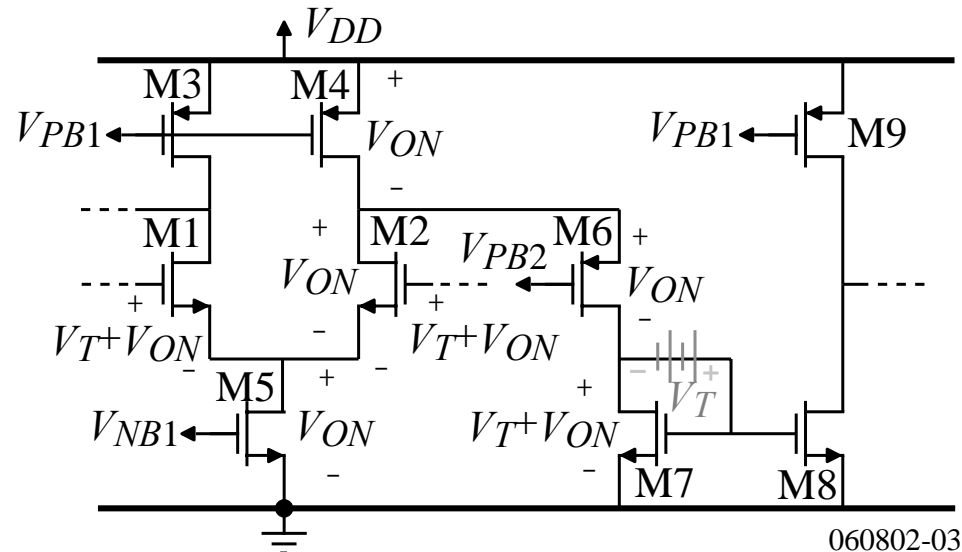 VDD
M3
M4
+
VPB1
VON
VPB1
M9
−
M1
+
M2
VPB2
M6
+
VON
VON
+
−
+
−
VT+VON
VT+VON
−
−
−
+
M5
+
+
VT
VNB1
VON
VT+VON
−
−
M7
M8
060802-03